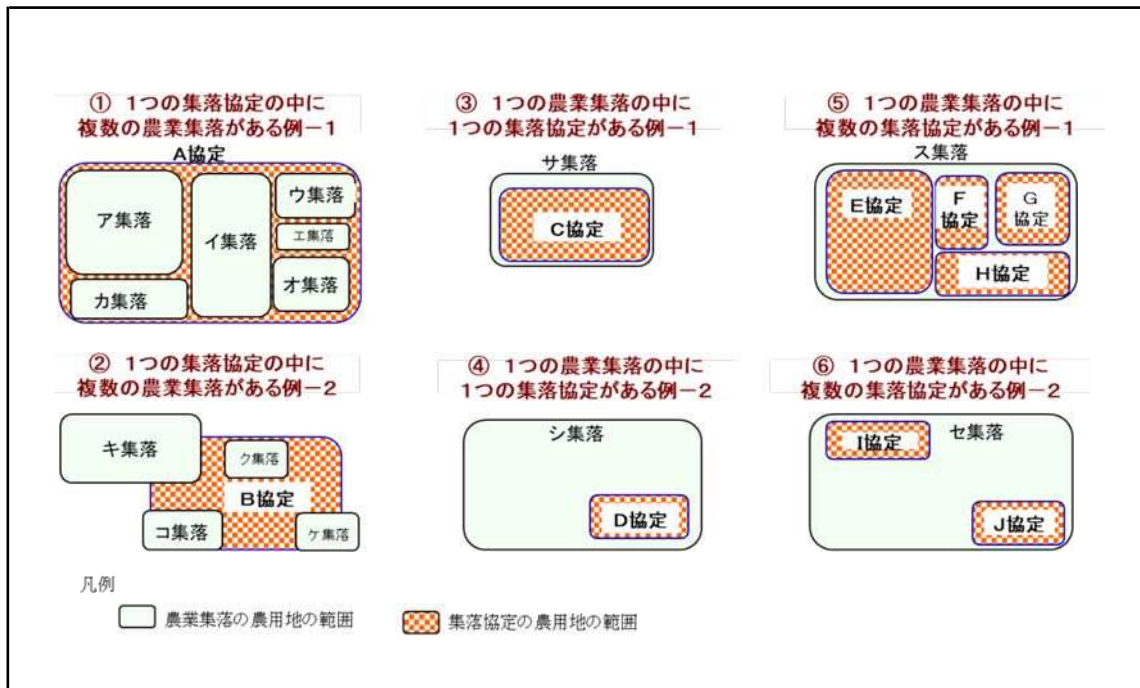 ① 1つの集落協定の中に
複数の農業集落がある例－1
A協定
ア集落
イ集落
ウ集落
エ集落
オ集落
カ集落
③ 1つの農業集落の中に
1つの集落協定がある例－1
サ集落
C協定
⑤ 1つの農業集落の中に
複数の集落協定がある例－1
ス集落
E協定
F
協定
G
協定
H協定
② 1つの集落協定の中に
複数の農業集落がある例－2
キ集落
ク集落
B協定
コ集落
ケ集落
④ 1つの農業集落の中に
1つの集落協定がある例－2
シ集落
D協定
⑥ 1つの農業集落の中に
複数の集落協定がある例－2
I協定
セ集落
J協定
凡例
農業集落の農用地の範囲
集落協定の農用地の範囲